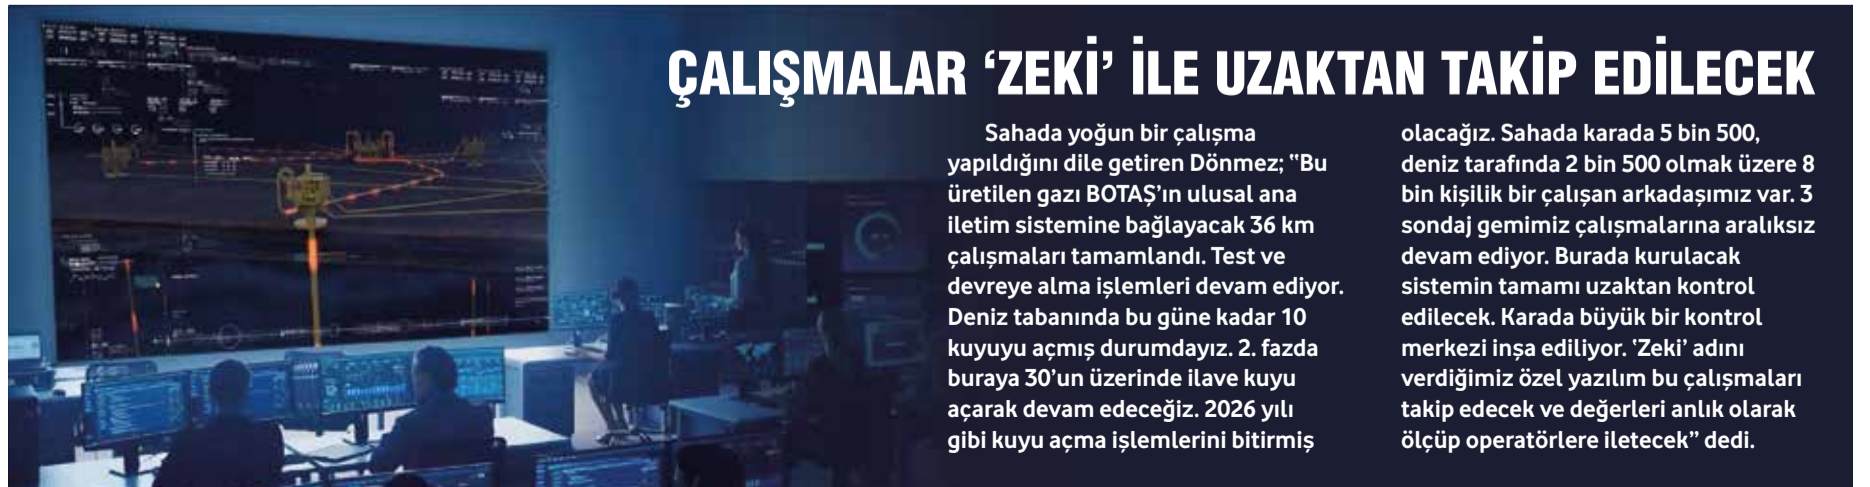 ÇALIŞMALAR ‘ZEKİ’ İLE UZAKTAN TAKİP EDİLECEK
Sahada yoğun bir çalışma
yapıldığını dile getiren Dönmez; “Bu
üretilen gazı BOTAŞ’ın ulusal ana
iletim sistemine bağlayacak 36 km
çalışmaları tamamlandı. Test ve
devreye alma işlemleri devam ediyor.
Deniz tabanında bu güne kadar 10
kuyuyu açmış durumdayız. 2. fazda
buraya 30’un üzerinde ilave kuyu
açarak devam edeceğiz. 2026 yılı
gibi kuyu açma işlemlerini bitirmiş
olacağız. Sahada karada 5 bin 500,
deniz tarafında 2 bin 500 olmak üzere 8
bin kişilik bir çalışan arkadaşımız var. 3
sondaj gemimiz çalışmalarına aralıksız
devam ediyor. Burada kurulacak
sistemin tamamı uzaktan kontrol
edilecek. Karada büyük bir kontrol
merkezi inşa ediliyor. ‘Zeki’ adını
verdiğimiz özel yazılım bu çalışmaları
takip edecek ve değerleri anlık olarak
ölçüp operatörlere iletecek” dedi.